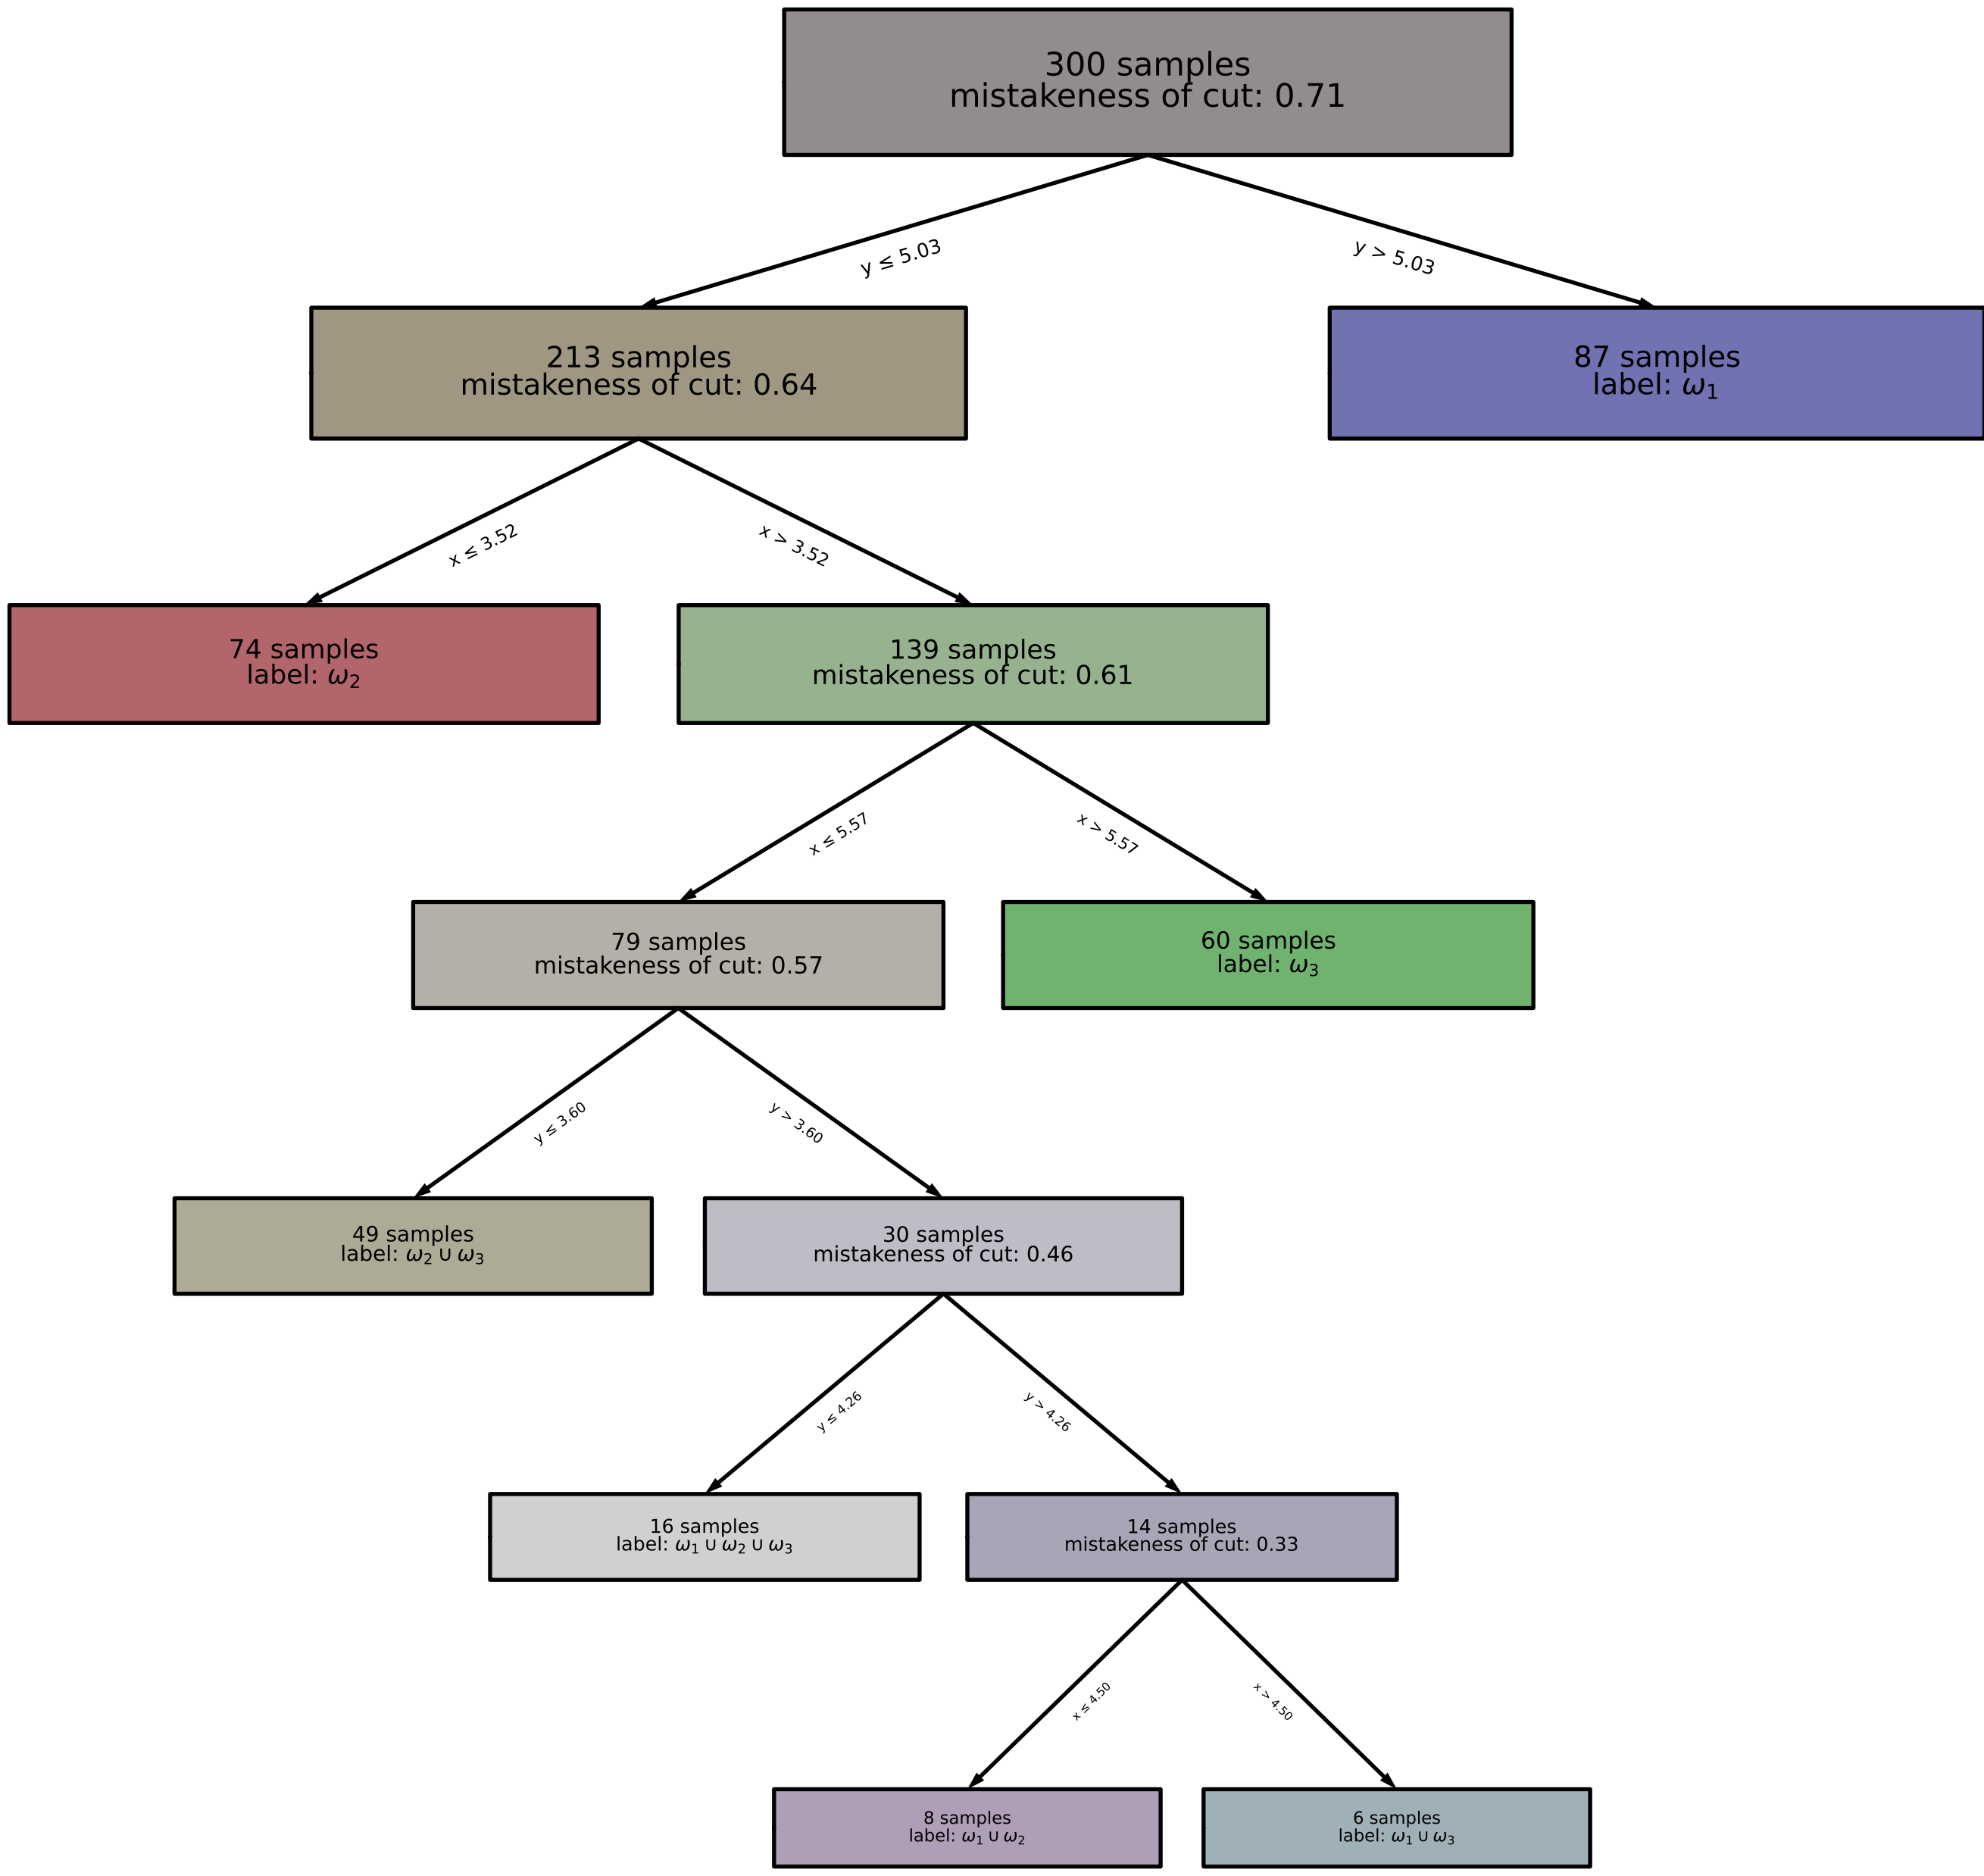 300 samples
mistakeness of cut: 0.71
y ≤ 5.03
y > 5.03
213 samples
mistakeness of cut: 0.64
87 samples
label: ω₁
x ≤ 3.52
x > 3.52
74 samples
label: ω₂
139 samples
mistakeness of cut: 0.61
x ≤ 5.57
x > 5.57
79 samples
mistakeness of cut: 0.57
60 samples
label: ω₃
y ≤ 3.60
y > 3.60
49 samples
label: ω₂ ∪ ω₃
30 samples
mistakeness of cut: 0.46
y ≤ 4.26
y > 4.26
16 samples
label: ω₁ ∪ ω₂ ∪ ω₃
14 samples
mistakeness of cut: 0.33
x ≤ 4.50
x > 4.50
8 samples
label: ω₁ ∪ ω₂
6 samples
label: ω₁ ∪ ω₃